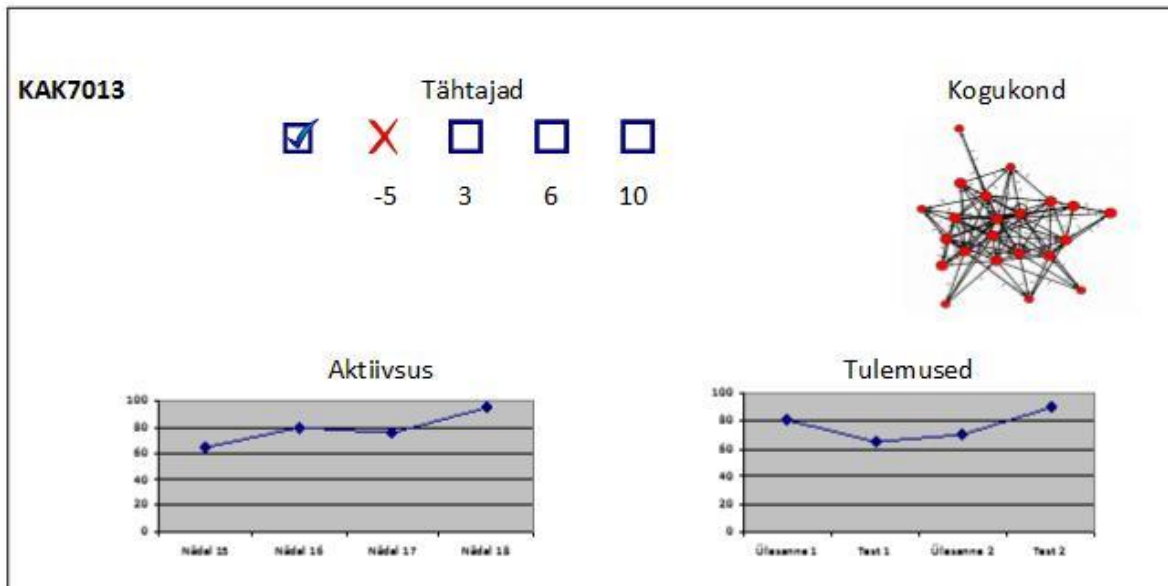 KAK7013
Tähtajad
Kogukond
-5 3 6 10
Aktiivsus
100
80
60
40
20
0
Nädal 15 Nädal 16 Nädal 17 Nädal 18
Tulemused
100
80
60
40
20
0
Ülesanne 1 Test 1 Ülesanne 2 Test 2